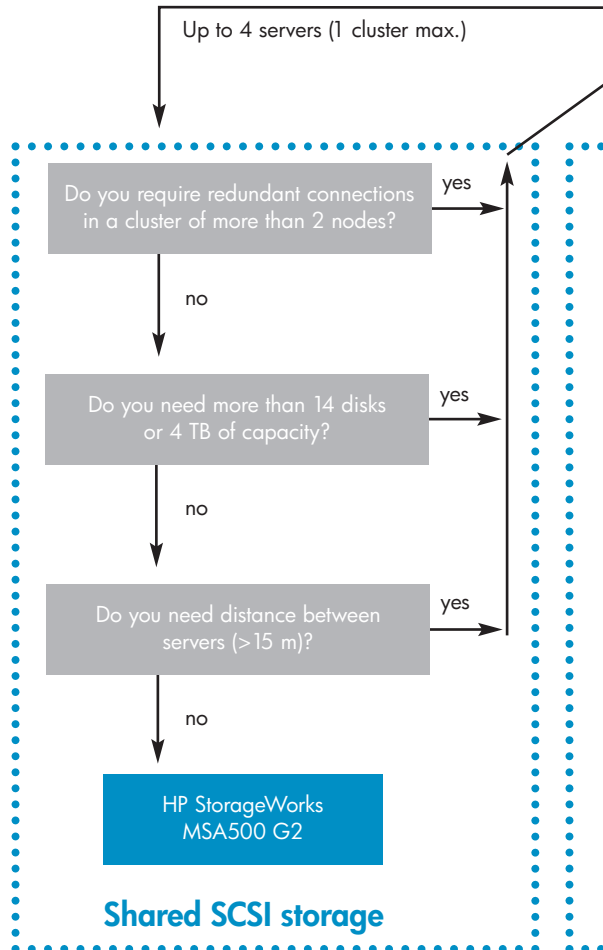 Up to 4 servers (1 cluster max.)
Do you require redundant connections
in a cluster of more than 2 nodes?
yes
no
Do you need more than 14 disks
or 4 TB of capacity?
yes
no
Do you need distance between
servers (>15 m)?
yes
no
HP StorageWorks
MSA500 G2
Shared SCSI storage